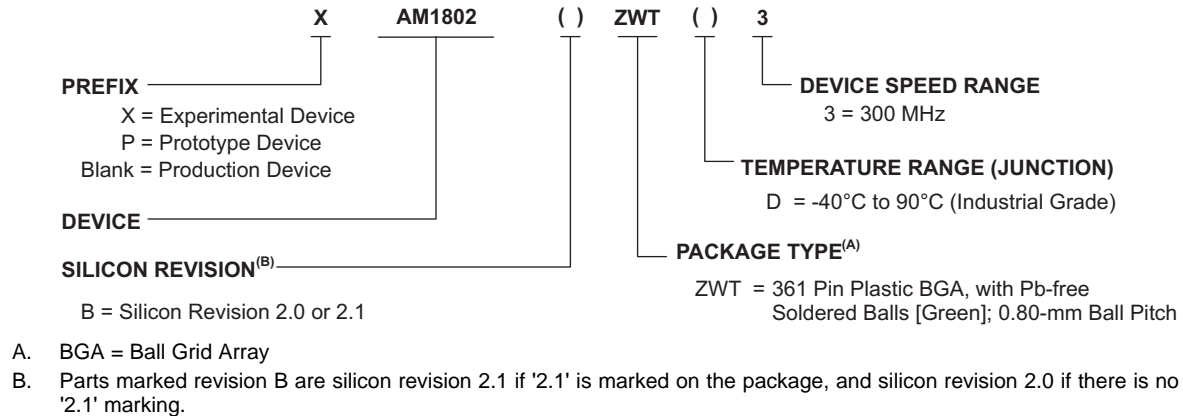 X AM1802 ( ) ZWT ( ) 3
PREFIX
X = Experimental Device
P = Prototype Device
Blank = Production Device
DEVICE
SILICON REVISION(B)
B = Silicon Revision 2.0 or 2.1
DEVICE SPEED RANGE
3 = 300 MHz
TEMPERATURE RANGE (JUNCTION)
D = -40°C to 90°C (Industrial Grade)
PACKAGE TYPE(A)
ZWT = 361 Pin Plastic BGA, with Pb-free
Soldered Balls [Green]; 0.80-mm Ball Pitch
A. BGA = Ball Grid Array
B. Parts marked revision B are silicon revision 2.1 if '2.1' is marked on the package, and silicon revision 2.0 if there is no
'2.1' marking.